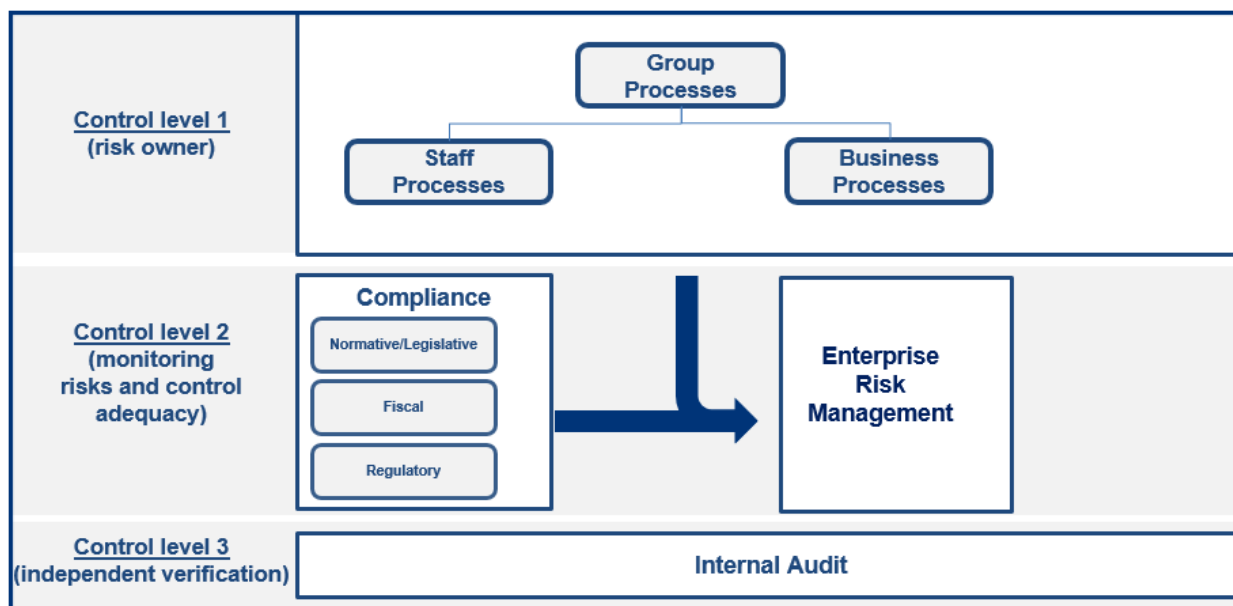 Control level 1
(risk owner)
Group
Processes
Staff
Processes
Business
Processes
Control level 2
(monitoring
risks and control
adequacy)
Compliance
Normative/Legislative
Fiscal
Regulatory
Enterprise
Risk
Management
Control level 3
(independent verification)
Internal Audit